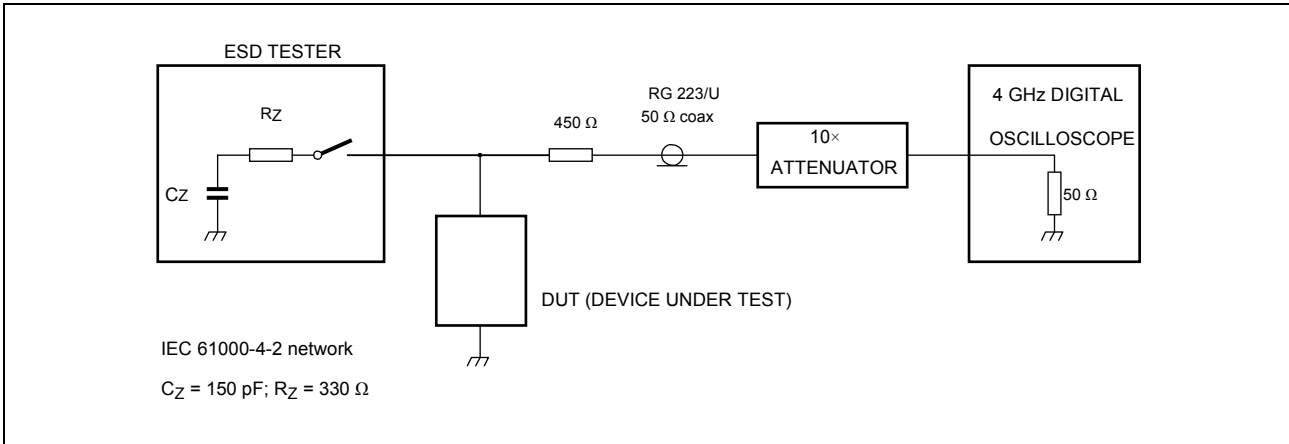 ESD TESTER
RZ
CZ
450 Ω
RG 223/U
50 Ω coax
10×
ATTENUATOR
4 GHz DIGITAL
OSCILLOSCOPE
50 Ω
DUT (DEVICE UNDER TEST)
IEC 61000-4-2 network
CZ = 150 pF; RZ = 330 Ω